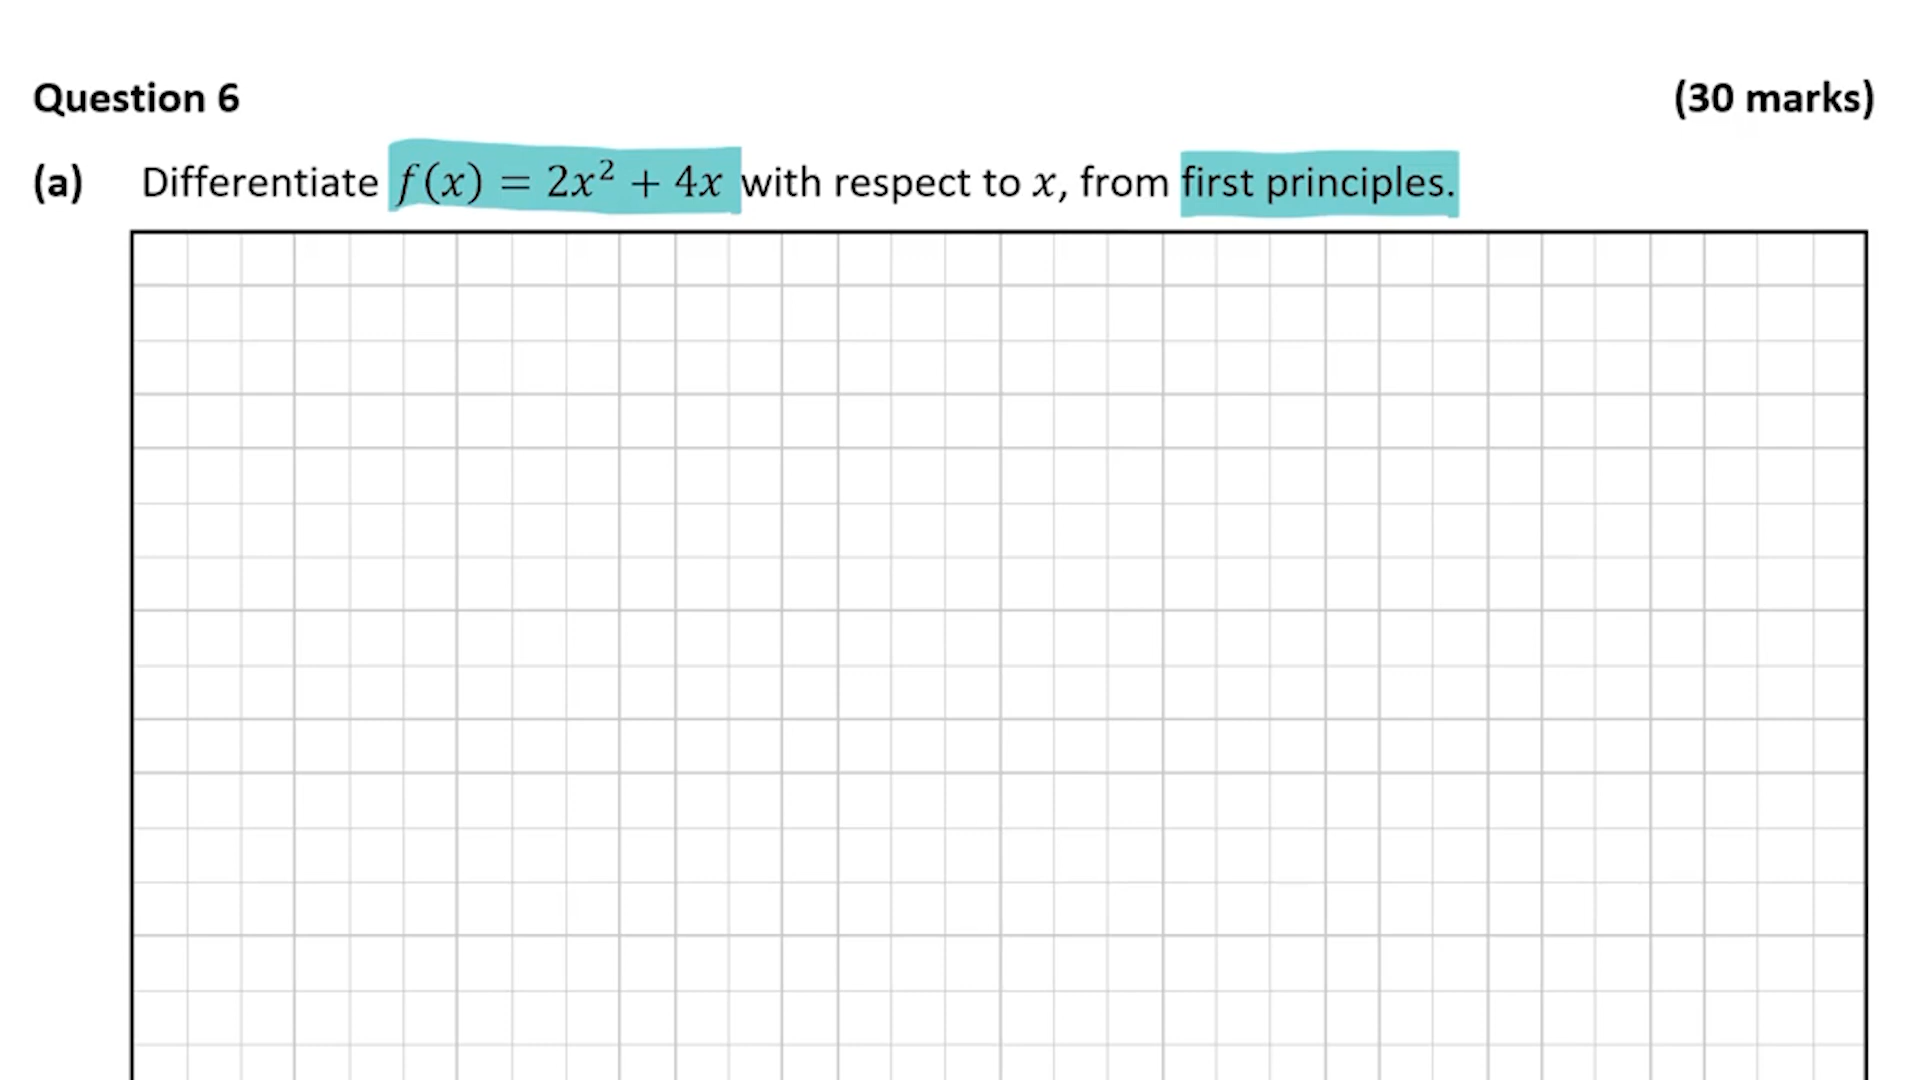 Question 6 (30 marks)
(a) Differentiate f(x) = 2x² + 4x with respect to x, from first principles.